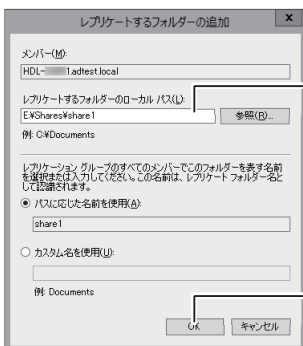 レプリケートするフォルダーの追加
x
メンバー(M):
HDL- 1.adtest.local
レプリケートするフォルダーのローカル パス(L):
E:¥Shares¥share1
参照(R)...
例: C:¥Documents
レプリケーション グループのすべてのメンバーでこのフォルダーを表す名前
を選択または入力してください。この名前は、レプリケート フォルダー名と
して認識されます。
パスに応じた名前を使用(A):
share1
カスタム名を使用(U):
例: Documents
OK
キャンセル